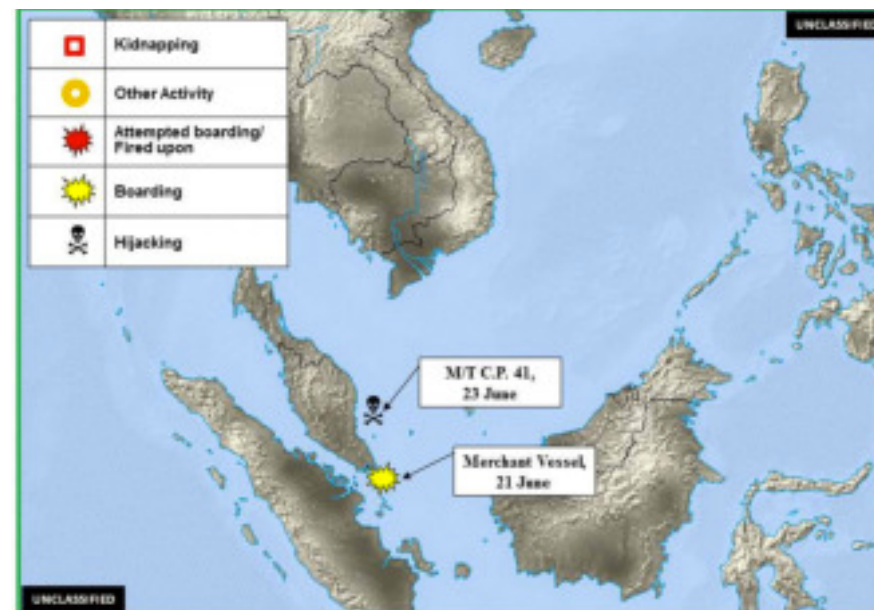 UNCLASSIFIED
Kidnapping
Other Activity
Attempted boarding/
Fired upon
Boarding
Hijacking
M/T C.P. 41,
23 June
Merchant Vessel,
21 June
UNCLASSIFIED